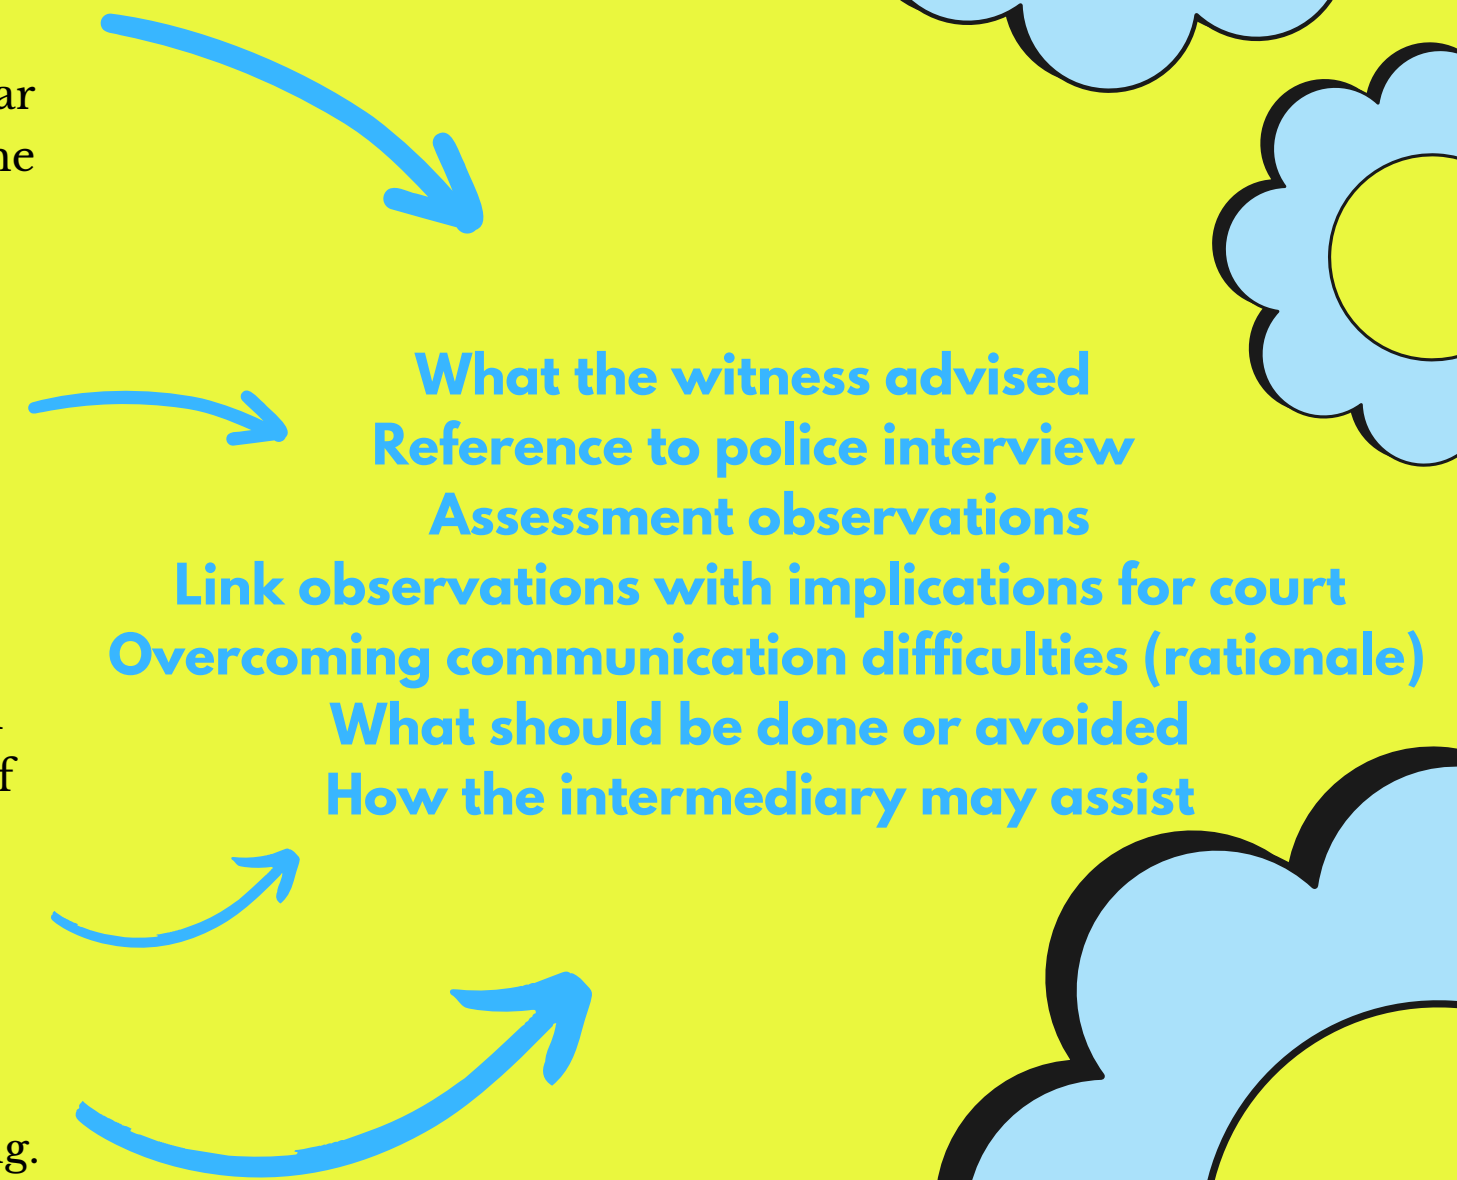 What the witness advised
Reference to police interview
Assessment observations
Link observations with implications for court
Overcoming communication difficulties (rationale)
What should be done or avoided
How the intermediary may assist